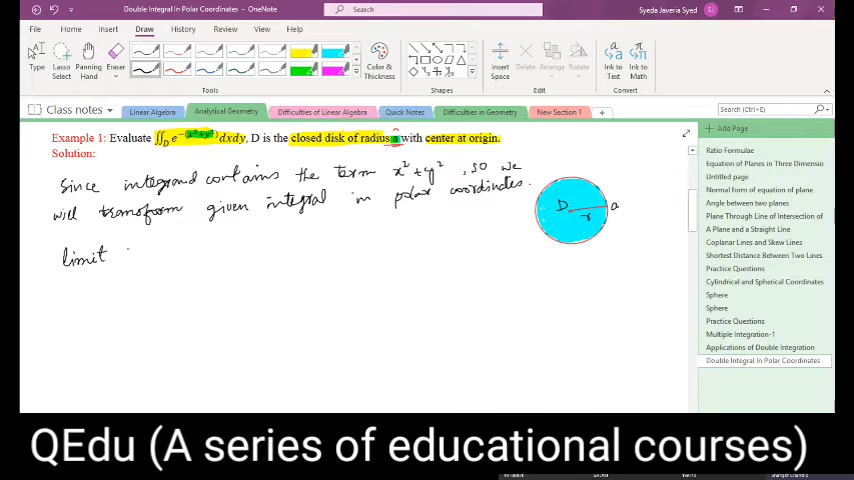 Double Integral In Polar Coordinates - OneNote
Search
Syeda Javeria Syed
SJ
File
Home
Insert
Draw
History
Review
View
Help
Type
Lasso Select
Panning Hand
Eraser
Color & Thickness
Insert Space
Delete
Arrange
Rotate
Ink to Text
Ink to Math
Tools
Shapes
Edit
Convert
Class notes
Linear Algebra
Analytical Geometry
Difficulties of Linear Algebra
Quick Notes
Difficulties in Geometry
New Section 1
+
Search (Ctrl+E)
Example 1: Evaluate ∬_D e^{-(x²+y²)} dxdy, D is the closed disk of radius a with center at origin.
Solution:
Since integrand contains the term x²+y², so we
will transform given integral in polar coordinates.
limit
D
r
a
Add Page
Ratio Formulae
Equation of Planes in Three Dimensio
Untitled page
Normal form of equation of plane
Angle between two planes
Plane Through Line of Intersection of
A Plane and a Straight Line
Coplanar Lines and Skew Lines
Shortest Distance Between Two Lines
Practice Questions
Cylindrical and Spherical Coordinates
Sphere
Sphere
Practice Questions
Multiple Integration-1
Applications of Double Integration
Double Integral In Polar Coordinates
QEdu (A series of educational courses)